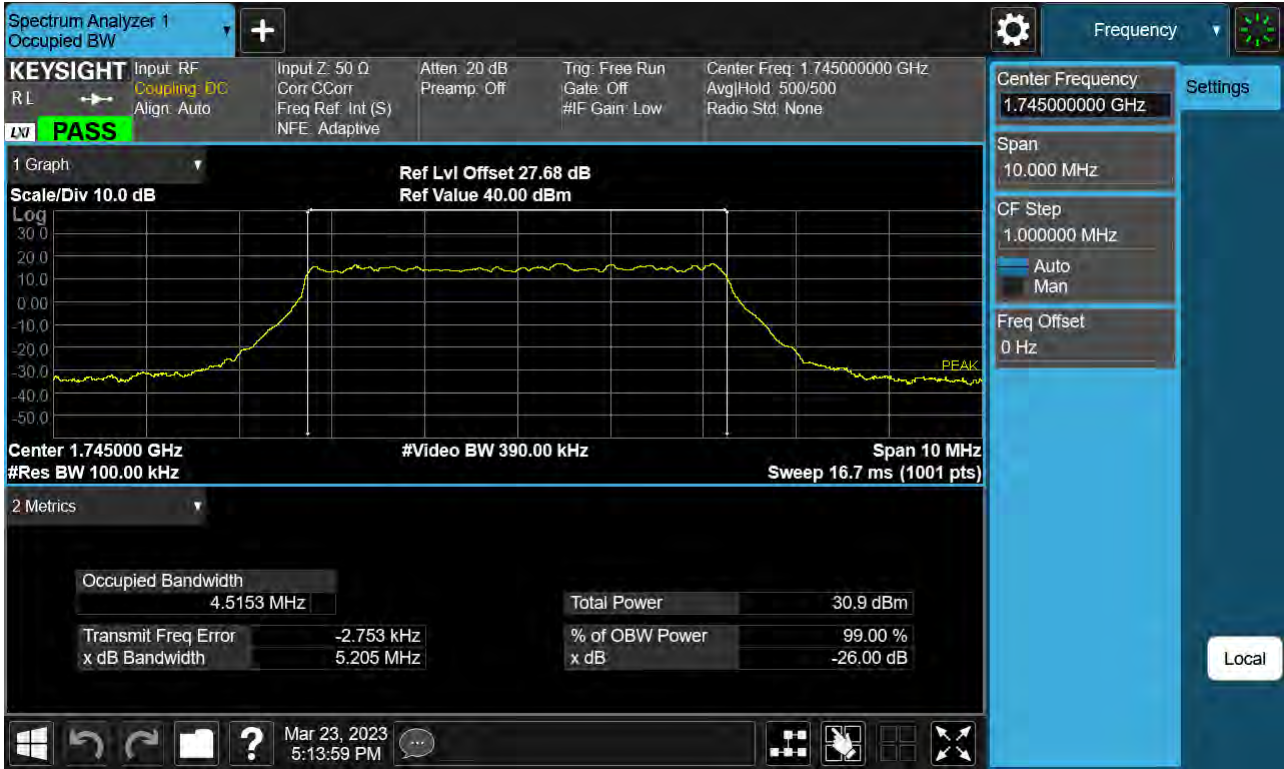 Spectrum Analyzer 1
Occupied BW
Frequency
KEYSIGHT
R L
LXI
PASS
Input: RF
Coupling: DC
Align: Auto
Input Z: 50 Ω
Corr CCorr
Freq Ref: Int (S)
NFE: Adaptive
Atten: 20 dB
Preamp: Off
Trig: Free Run
Gate: Off
#IF Gain: Low
Center Freq: 1.745000000 GHz
Avg|Hold: 500/500
Radio Std: None
Center Frequency
1.745000000 GHz
Settings
Span
10.000 MHz
CF Step
1.000000 MHz
Auto
Man
Freq Offset
0 Hz
Local
1 Graph
Scale/Div 10.0 dB
Ref Lvl Offset 27.68 dB
Ref Value 40.00 dBm
Log
30.0
20.0
10.0
0.00
-10.0
-20.0
-30.0
-40.0
-50.0
PEAK
Center 1.745000 GHz
#Video BW 390.00 kHz
Span 10 MHz
#Res BW 100.00 kHz
Sweep 16.7 ms (1001 pts)
2 Metrics
Occupied Bandwidth
4.5153 MHz
Total Power 30.9 dBm
Transmit Freq Error -2.753 kHz
% of OBW Power 99.00 %
x dB Bandwidth 5.205 MHz
x dB -26.00 dB
?
Mar 23, 2023
5:13:59 PM